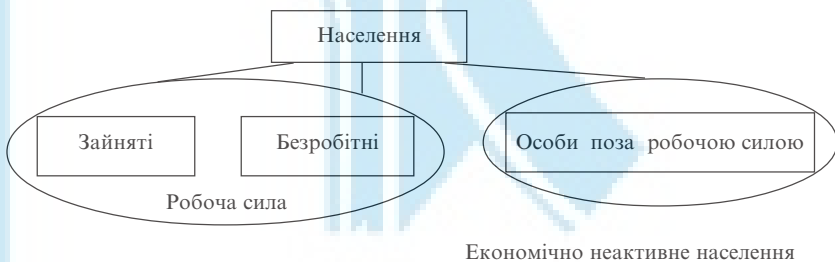 Населення
Зайняті
Безробітні
Особи поза робочою силою
Робоча сила
Економічно неактивне населення